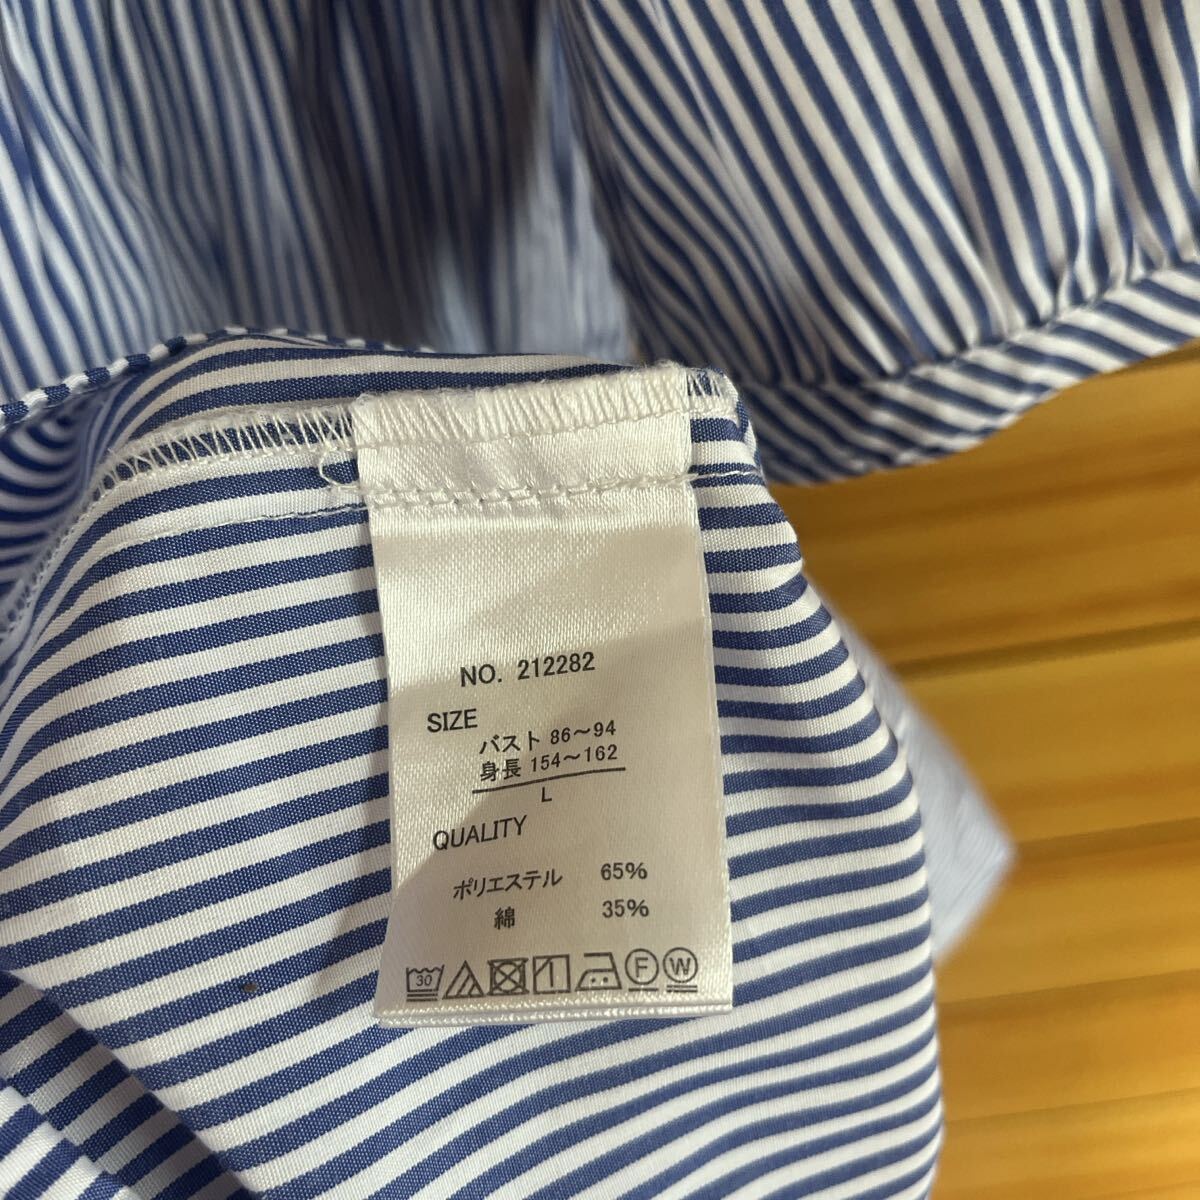 NO. 212282
SIZE
バスト 86～94
身長 154～162
L
QUALITY
ポリエステル 65%
綿 35%
30 F W